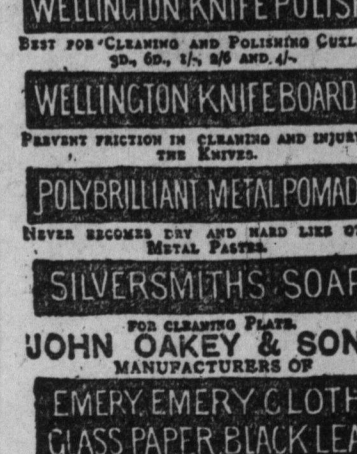 WELLINGTON KNIFE POLIS
BEST FOR CLEANING AND POLISHING CUTL
3D., 6D., 1/-, 2/6 AND 4/-.
WELLINGTON KNIFE BOARD
PREVENT FRICTION IN CLEANING AND INJUR
THE KNIVES.
POLYBRILLIANT METAL POMAD
NEVER BECOMES DRY AND HARD LIKE O
METAL PASTES.
SILVERSMITHS SOAP
FOR CLEANING PLATE.
JOHN OAKEY & SON
MANUFACTURERS OF
EMERY, EMERY CLOTH
GLASS PAPER, BLACK LEA